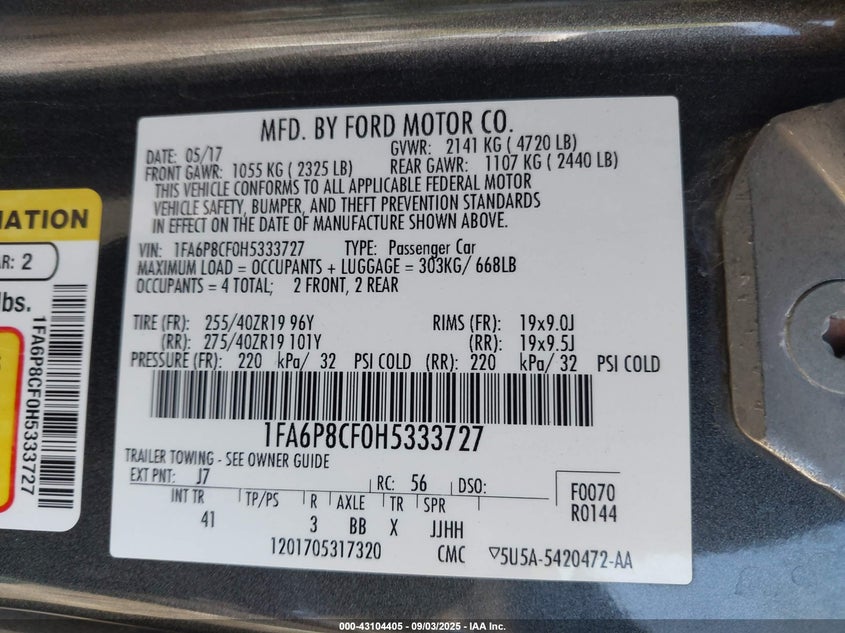 MFD. BY FORD MOTOR CO.
DATE: 05/17 GVWR: 2141 KG ( 4720 LB)
FRONT GAWR: 1055 KG ( 2325 LB) REAR GAWR: 1107 KG ( 2440 LB)
THIS VEHICLE CONFORMS TO ALL APPLICABLE FEDERAL MOTOR
VEHICLE SAFETY, BUMPER, AND THEFT PREVENTION STANDARDS
IN EFFECT ON THE DATE OF MANUFACTURE SHOWN ABOVE.
VIN: 1FA6P8CF0H5333727 TYPE: Passenger Car
MAXIMUM LOAD = OCCUPANTS + LUGGAGE = 303KG/ 668LB
OCCUPANTS = 4 TOTAL; 2 FRONT, 2 REAR
TIRE (FR): 255/40ZR19 96Y RIMS (FR): 19x9.0J
(RR): 275/40ZR19 101Y (RR): 19x9.5J
PRESSURE (FR): 220 kPa/ 32 PSI COLD (RR): 220 kPa/ 32 PSI COLD
1FA6P8CF0H5333727
TRAILER TOWING - SEE OWNER GUIDE
EXT PNT: J7 RC: 56 DSO: F0070
INT TR TP/PS R AXLE TR SPR R0144
41 3 BB X JJHH
1201705317320 CMC ▽5U5A-5420472-AA
AR: 2
lbs.
1FA6P8CF0H5333727
000-43104405 - 09/03/2025 - IAA Inc.